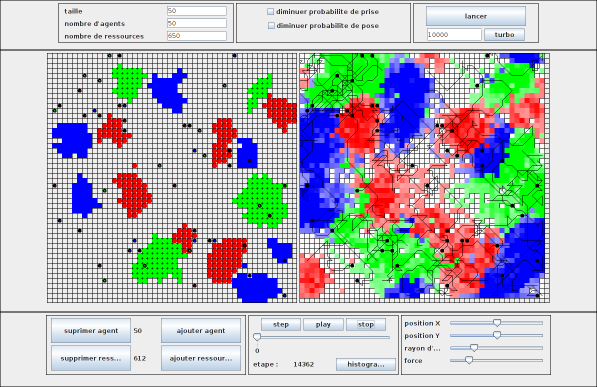 taille 50
nombre d'agents 50
nombre de ressources 650
diminuer probabilite de prise
diminuer probabilite de pose
lancer
10000 turbo
suprimer agent 50 ajouter agent
suprimer ress... 612 ajouter ressour...
step play stop
0
etape : 14362 histogra...
position X
position Y
rayon d'...
force